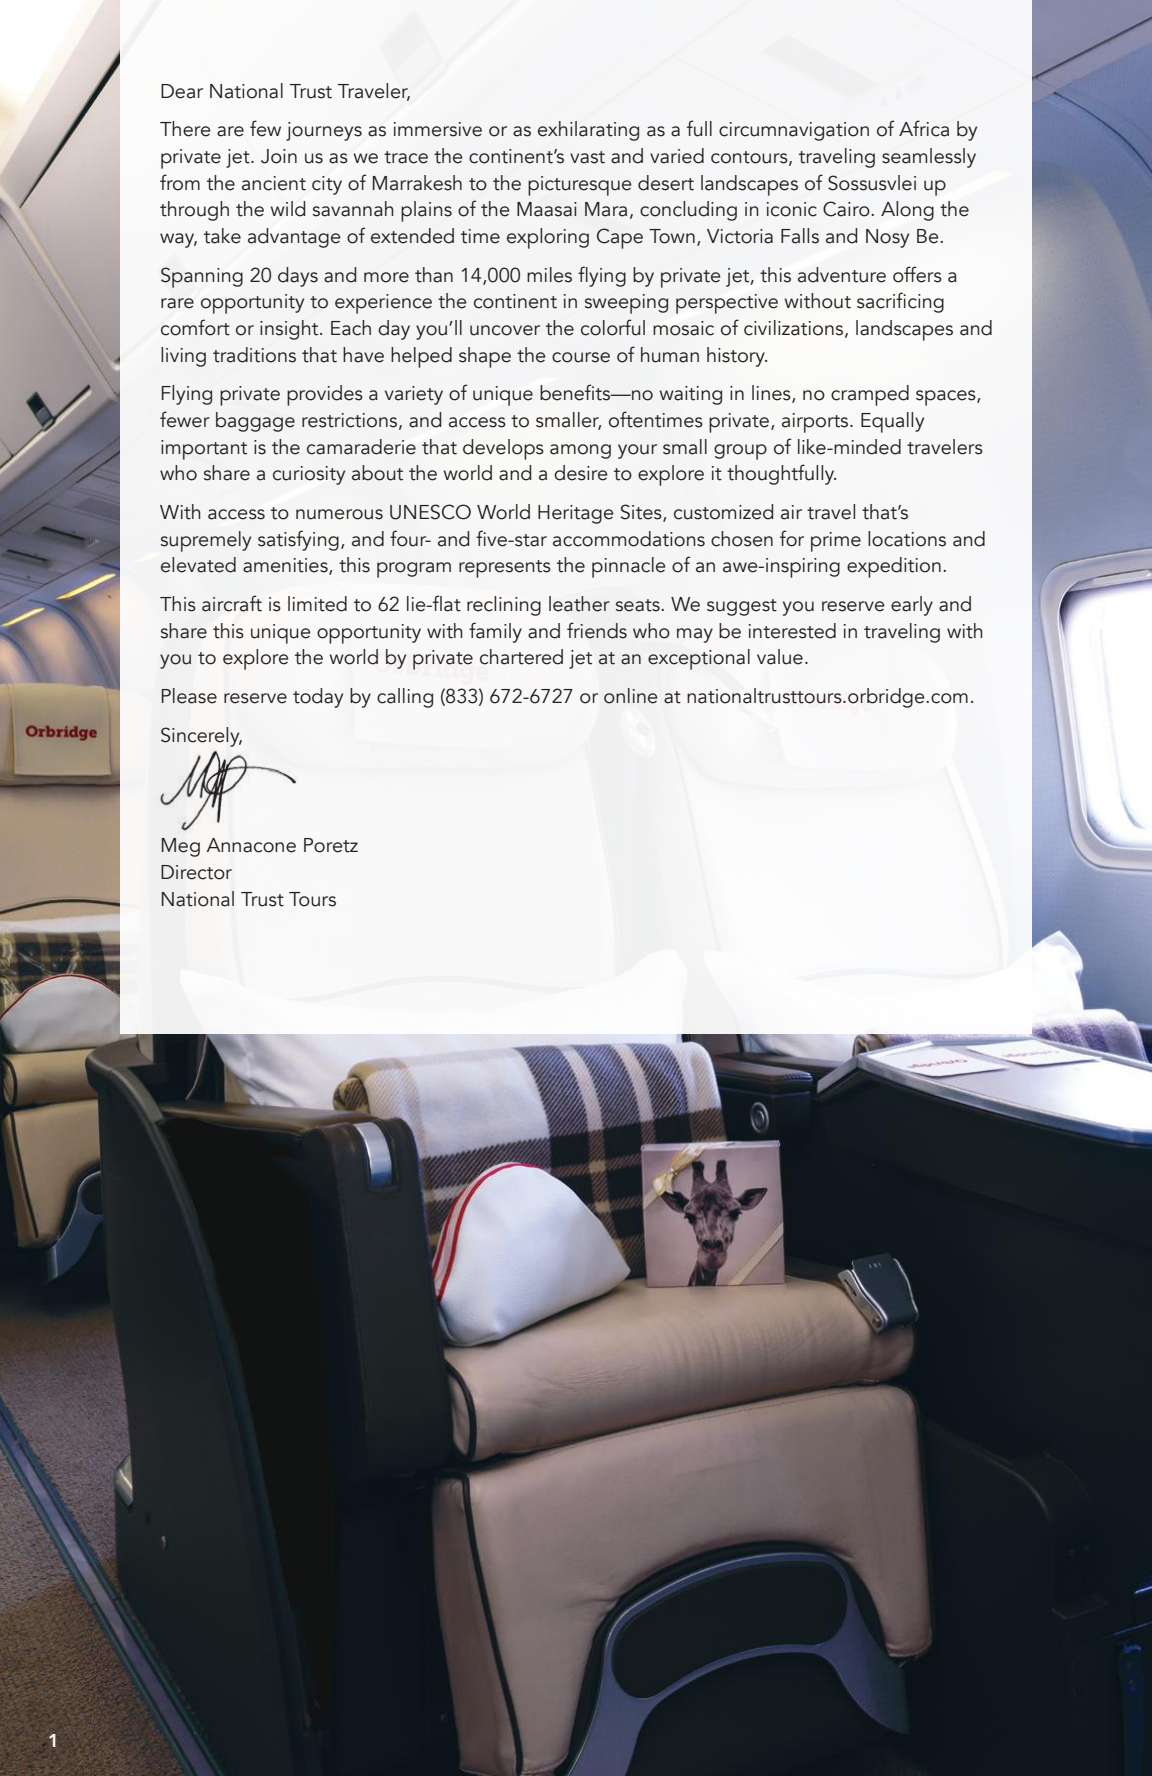 Dear National Trust Traveler,
There are few journeys as immersive or as exhilarating as a full circumnavigation of Africa by
private jet. Join us as we trace the continent’s vast and varied contours, traveling seamlessly
from the ancient city of Marrakesh to the picturesque desert landscapes of Sossusvlei up
through the wild savannah plains of the Maasai Mara, concluding in iconic Cairo. Along the
way, take advantage of extended time exploring Cape Town, Victoria Falls and Nosy Be.
Spanning 20 days and more than 14,000 miles flying by private jet, this adventure offers a
rare opportunity to experience the continent in sweeping perspective without sacrificing
comfort or insight. Each day you’ll uncover the colorful mosaic of civilizations, landscapes and
living traditions that have helped shape the course of human history.
Flying private provides a variety of unique benefits—no waiting in lines, no cramped spaces,
fewer baggage restrictions, and access to smaller, oftentimes private, airports. Equally
important is the camaraderie that develops among your small group of like-minded travelers
who share a curiosity about the world and a desire to explore it thoughtfully.
With access to numerous UNESCO World Heritage Sites, customized air travel that’s
supremely satisfying, and four- and five-star accommodations chosen for prime locations and
elevated amenities, this program represents the pinnacle of an awe-inspiring expedition.
This aircraft is limited to 62 lie-flat reclining leather seats. We suggest you reserve early and
share this unique opportunity with family and friends who may be interested in traveling with
you to explore the world by private chartered jet at an exceptional value.
Please reserve today by calling (833) 672-6727 or online at nationaltrusttours.orbridge.com.
Sincerely,
Meg Annacone Poretz
Director
National Trust Tours
Orbridge
Orbridge
Orbridge
Orbridge
1